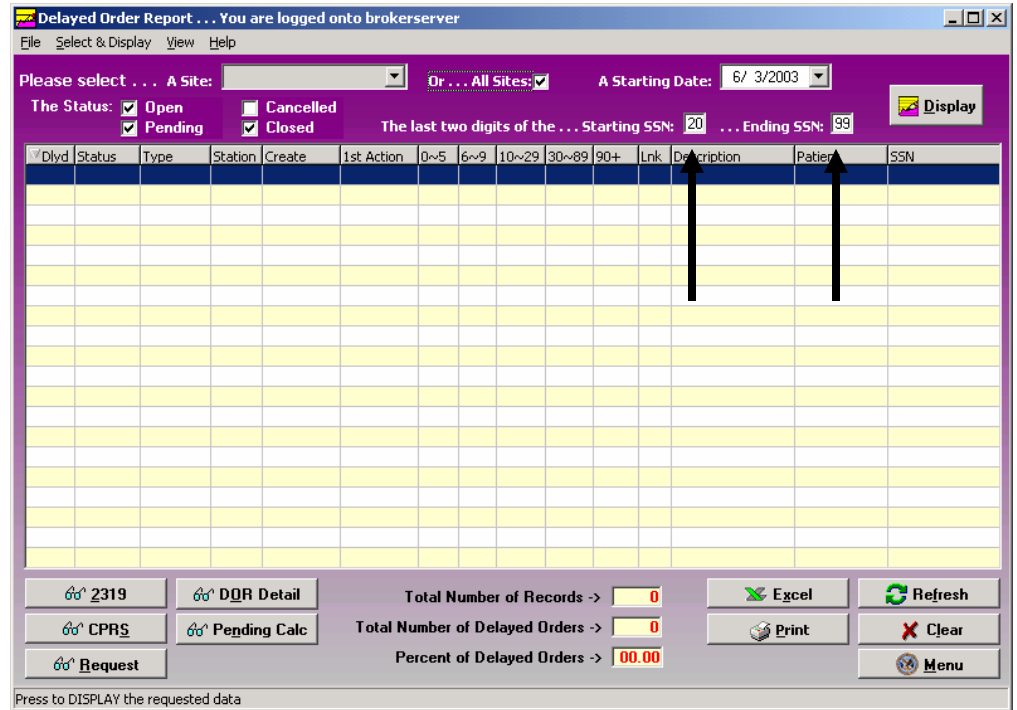 Delayed Order Report . . . You are logged onto brokerserver
File Select & Display View Help
Please select . . . A Site: Or . . . All Sites: A Starting Date: 6/ 3/2003
The Status: Open Cancelled Display
Pending Closed The last two digits of the . . . Starting SSN: 20 . . . Ending SSN: 99
Dlyd Status Type Station Create 1st Action 0~5 6~9 10~29 30~89 90+ Lnk Description Patient SSN
2319 DOR Detail Total Number of Records -> 0 Excel Refresh
CPRS Pending Calc Total Number of Delayed Orders -> 0 Print Clear
Request Percent of Delayed Orders -> 00.00 Menu
Press to DISPLAY the requested data